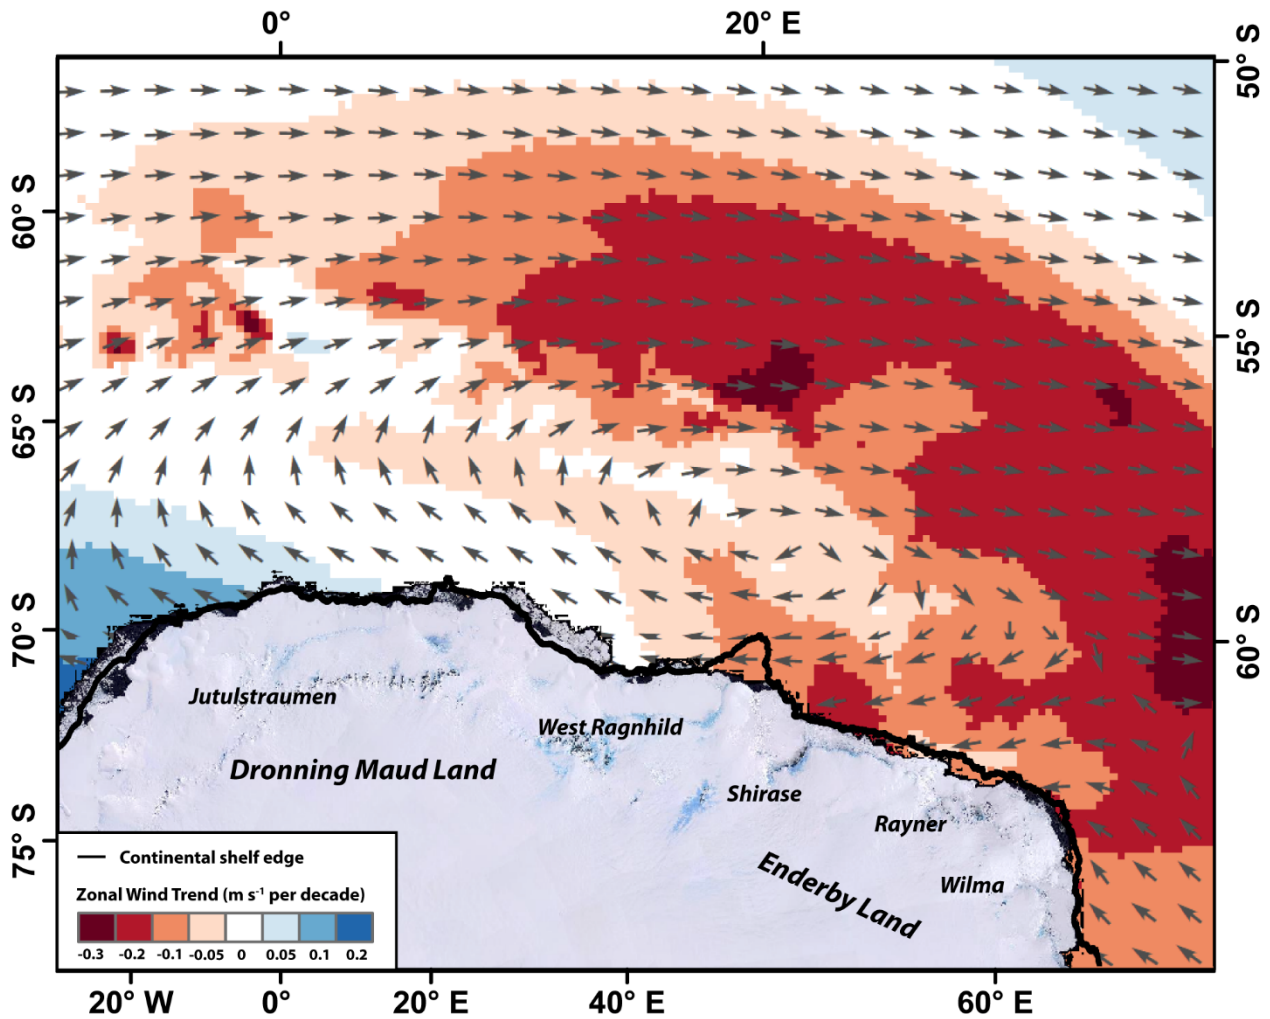 0° 20° E
50° S
60° S
55° S
65° S
70° S
60° S
Jutulstraumen
West Ragnhild
Dronning Maud Land
Shirase
Rayner
75° S
Enderby Land
Wilma
Continental shelf edge
Zonal Wind Trend (m s⁻¹ per decade)
-0.3 -0.2 -0.1 -0.05 0 0.05 0.1 0.2
20° W 0° 20° E 40° E 60° E